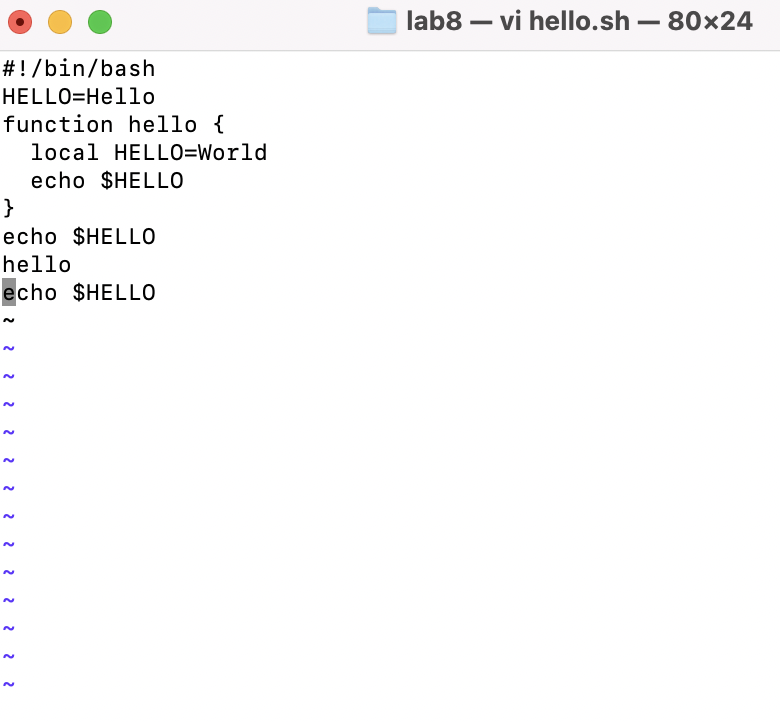 lab8 — vi hello.sh — 80×24
#!/bin/bash
HELLO=Hello
function hello {
  local HELLO=World
  echo $HELLO
}
echo $HELLO
hello
echo $HELLO
~
~
~
~
~
~
~
~
~
~
~
~
~
~